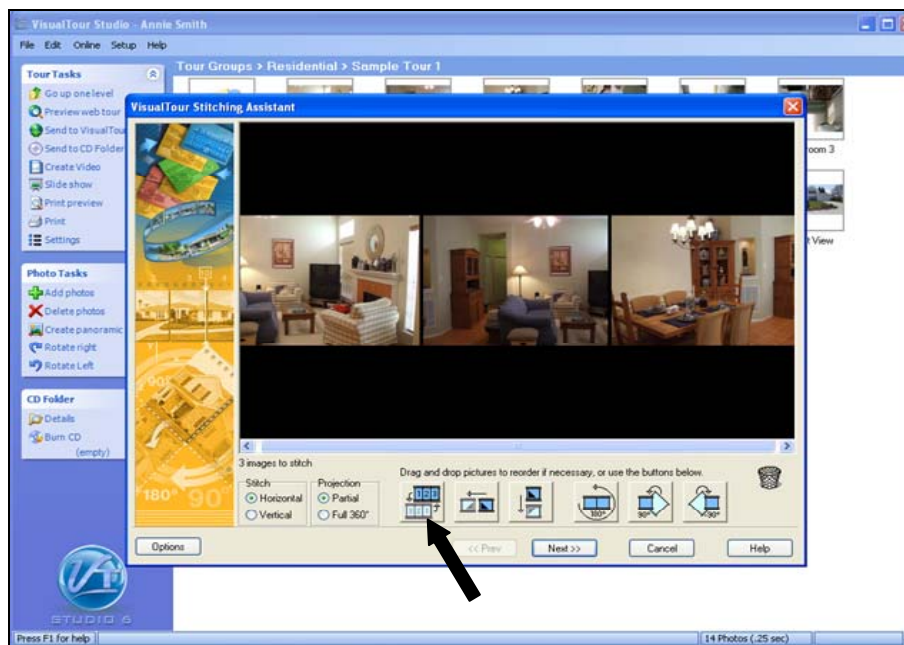 VisualTour Studio - Annie Smith
File Edit Online Setup Help
Tour Groups > Residential > Sample Tour 1
Tour Tasks
Go up one level
Preview web tour
Send to VisualTou
Send to CD Folder
Create Video
Slide show
Print preview
Print
Settings
Photo Tasks
Add photos
Delete photos
Create panoramic
Rotate right
Rotate Left
CD Folder
Details
Burn CD
(empty)
STUDIO 6
VisualTour Stitching Assistant
180° 90°
3 images to stitch
Stitch
Horizontal
Vertical
Projection
Partial
Full 360°
Drag and drop pictures to reorder if necessary, or use the buttons below.
180°
90°
90°
Options
<< Prev
Next >>
Cancel
Help
oom 3
t View
Press F1 for help
14 Photos (.25 sec)